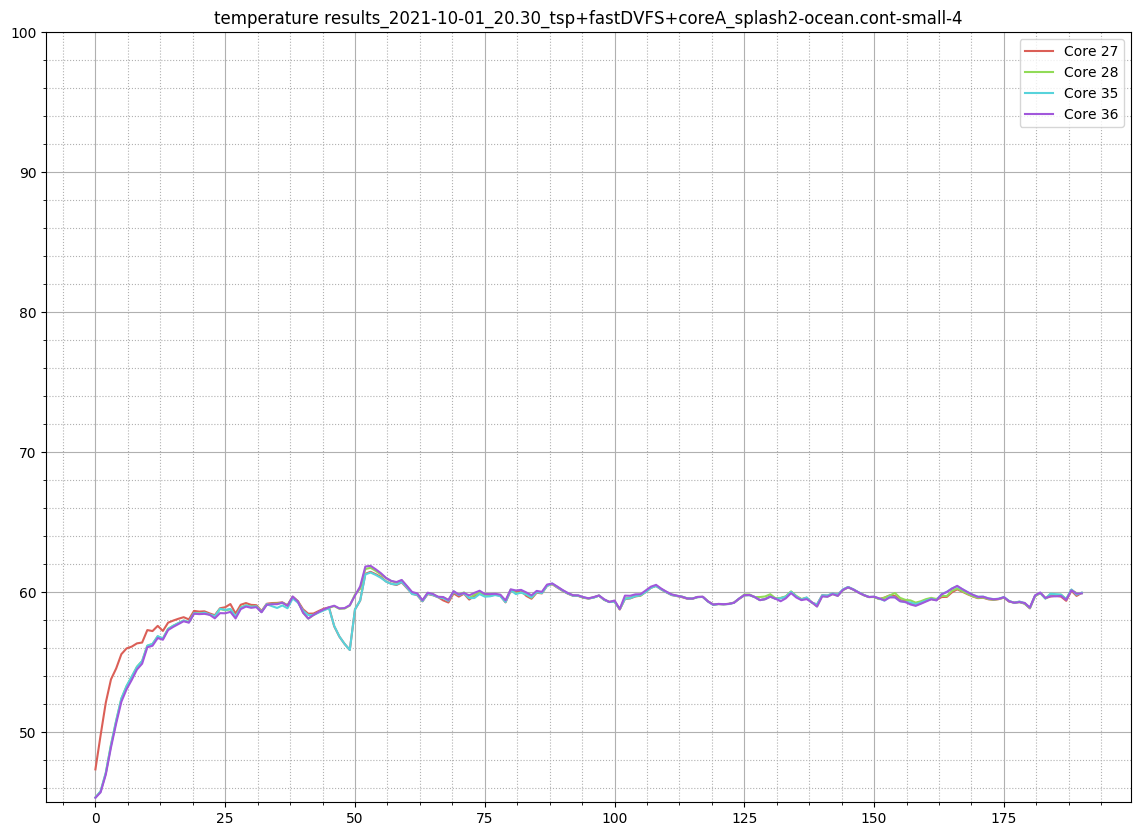 temperature results_2021-10-01_20.30_tsp+fastDVFS+coreA_splash2-ocean.cont-small-4
Core 27
Core 28
Core 35
Core 36
100
90
80
70
60
50
0 25 50 75 100 125 150 175